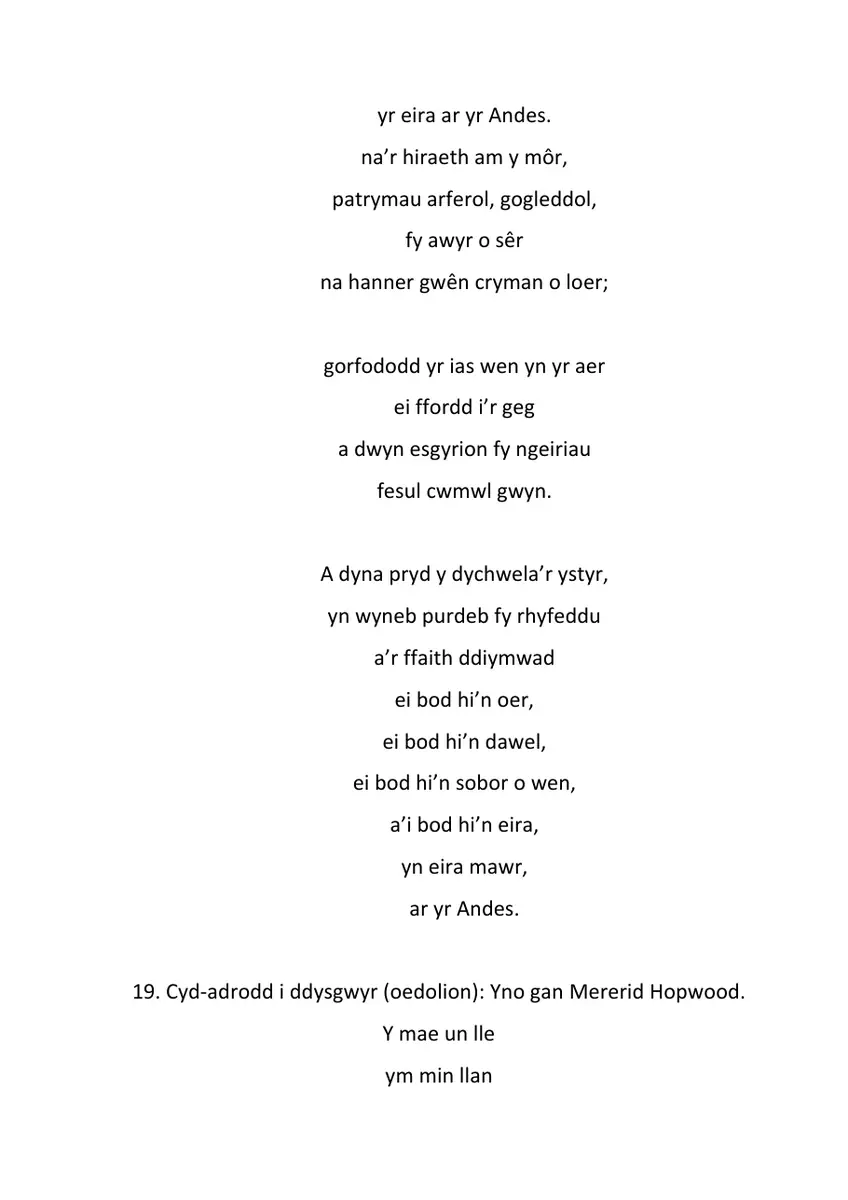 yr eira ar yr Andes.
na’r hiraeth am y môr,
patrymau arferol, gogleddol,
fy awyr o sêr
na hanner gwên cryman o loer;
gorfododd yr ias wen yn yr aer
ei ffordd i’r geg
a dwyn esgyrion fy ngeiriau
fesul cwmwl gwyn.
A dyna pryd y dychwela’r ystyr,
yn wyneb purdeb fy rhyfeddu
a’r ffaith ddiymwad
ei bod hi’n oer,
ei bod hi’n dawel,
ei bod hi’n sobor o wen,
a’i bod hi’n eira,
yn eira mawr,
ar yr Andes.
19. Cyd-adrodd i ddysgwyr (oedolion): Yno gan Mererid Hopwood.
Y mae un lle
ym min llan